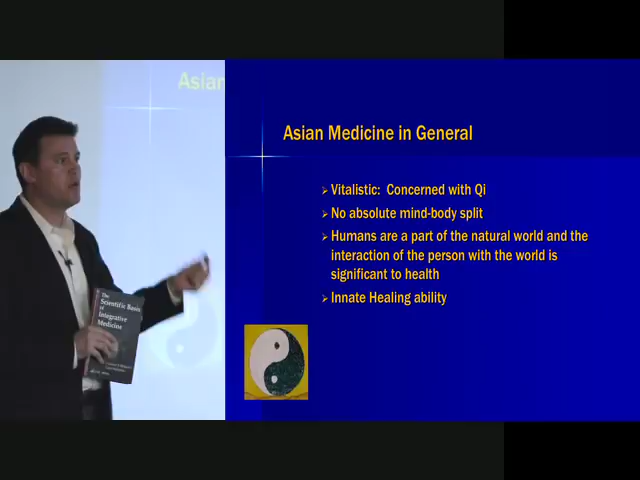 Asian
Asian Medicine in General
Vitalistic: Concerned with Qi
No absolute mind-body split
Humans are a part of the natural world and the
interaction of the person with the world is
significant to health
Innate Healing ability
The
Scientific Basis
of
Integrative
Medicine